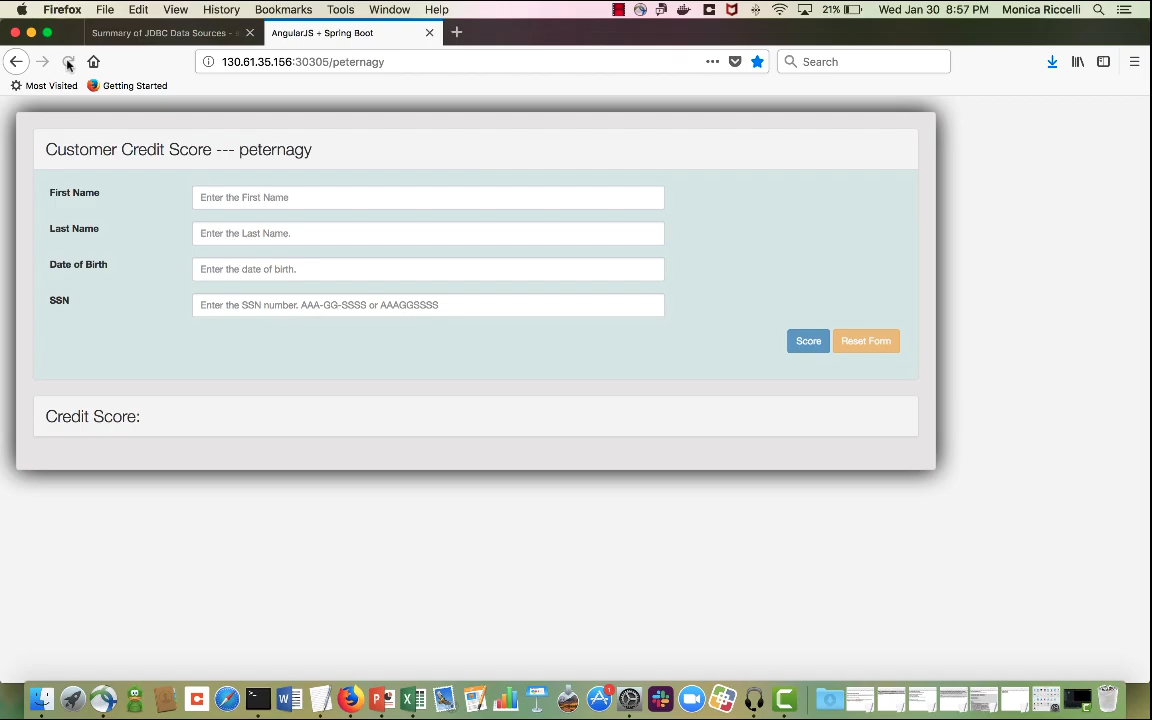 Firefox File Edit View History Bookmarks Tools Window Help 21% Wed Jan 30 8:57 PM Monica Riccelli
Summary of JDBC Data Sources - AngularJS + Spring Boot
130.61.35.156:30305/peternagy Search
Most Visited Getting Started
Customer Credit Score --- peternagy
First Name Enter the First Name
Last Name Enter the Last Name.
Date of Birth Enter the date of birth.
SSN Enter the SSN number. AAA-GG-SSSS or AAAGGSSSS
Score Reset Form
Credit Score: